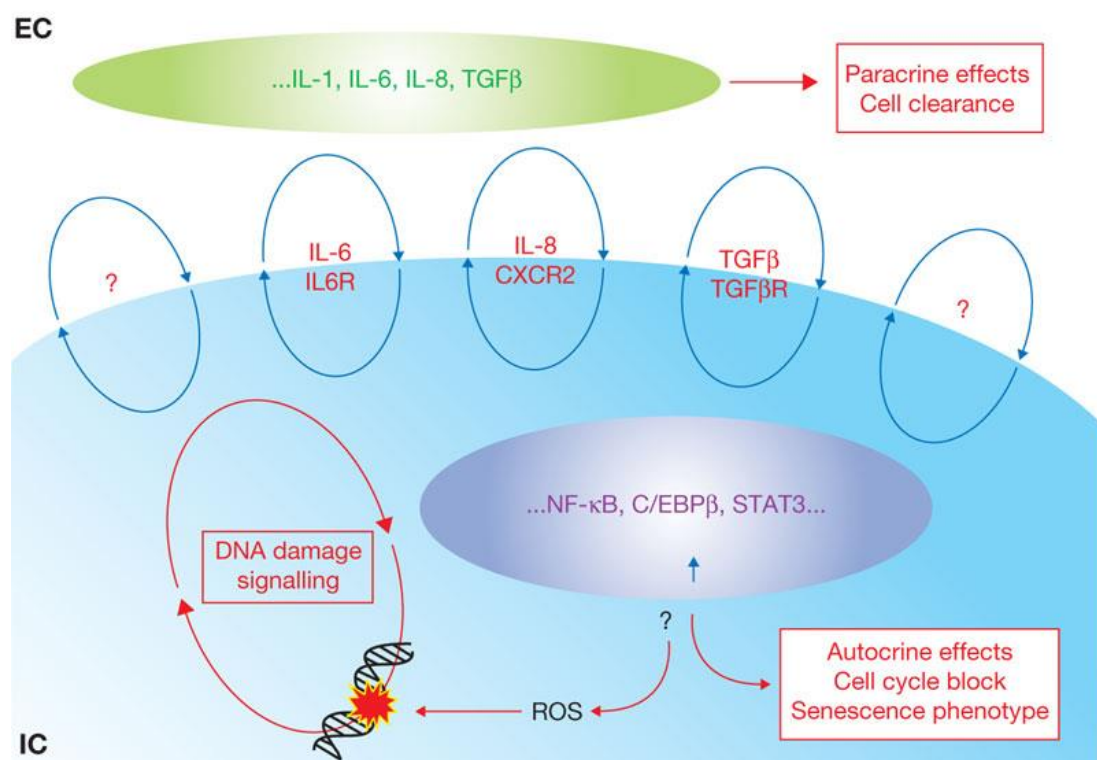 EC
...IL-1, IL-6, IL-8, TGFβ
Paracrine effects
Cell clearance
?
IL-6
IL6R
IL-8
CXCR2
TGFβ
TGFβR
?
...NF-κB, C/EBPβ, STAT3...
DNA damage
signalling
?
ROS
Autocrine effects
Cell cycle block
Senescence phenotype
IC